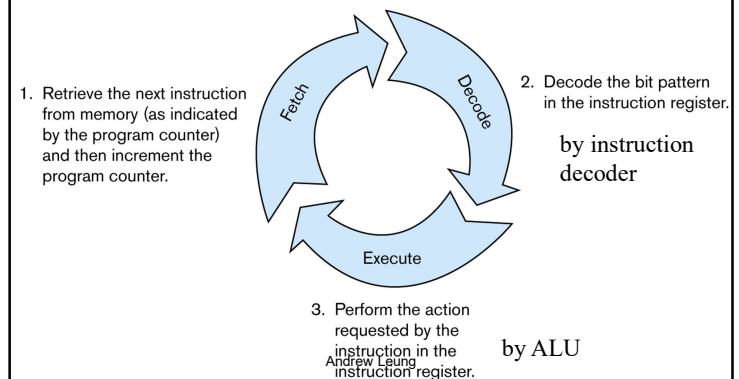 Fetch
Decode
Execute
1. Retrieve the next instruction
from memory (as indicated
by the program counter)
and then increment the
program counter.
2. Decode the bit pattern
in the instruction register.
by instruction
decoder
3. Perform the action
requested by the
instruction in the
instruction register.
by ALU
Andrew Leung